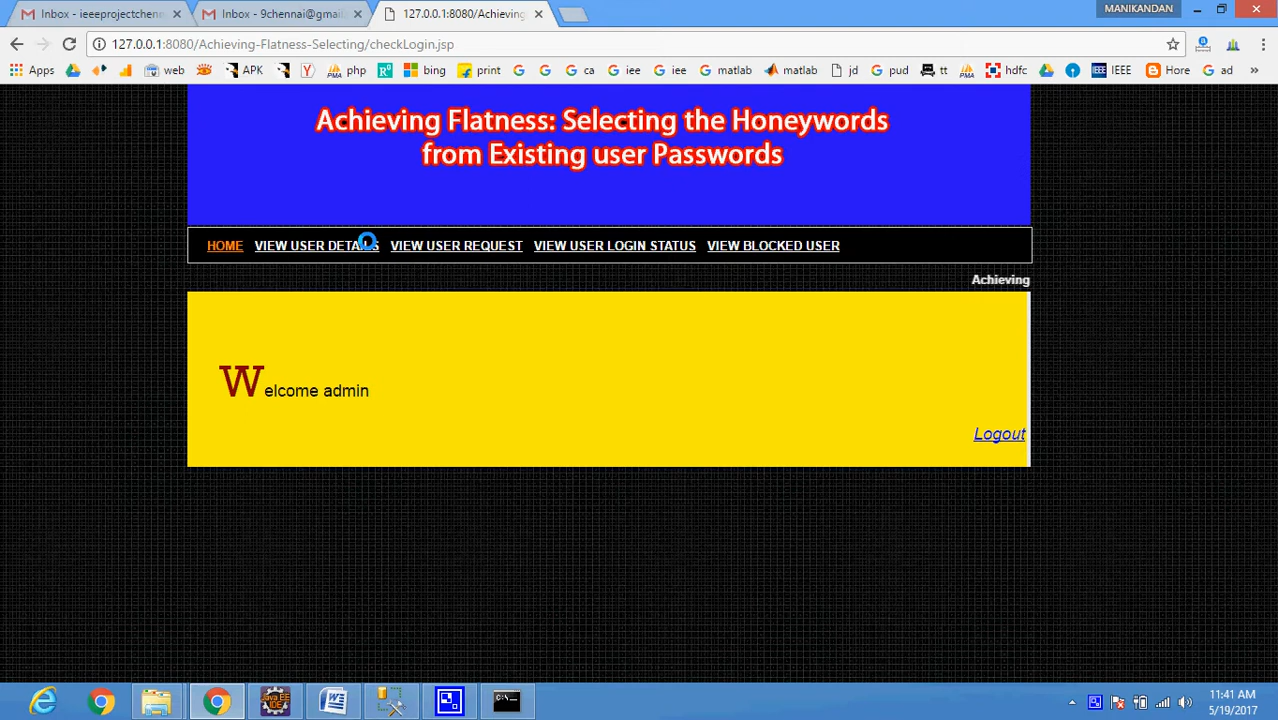 MANIKANDAN
Inbox - ieeeprojectchenn
Inbox - 9chennai@gmail.
127.0.0.1:8080/Achieving
127.0.0.1:8080/Achieving-Flatness-Selecting/checkLogin.jsp
Apps web APK php bing print ca iee iee matlab matlab jd pud tt hdfc IEEE Hore ad »
Achieving Flatness: Selecting the Honeywords
from Existing user Passwords
HOME VIEW USER DETAILS VIEW USER REQUEST VIEW USER LOGIN STATUS VIEW BLOCKED USER
Achieving
Welcome admin
Logout
11:41 AM
5/19/2017